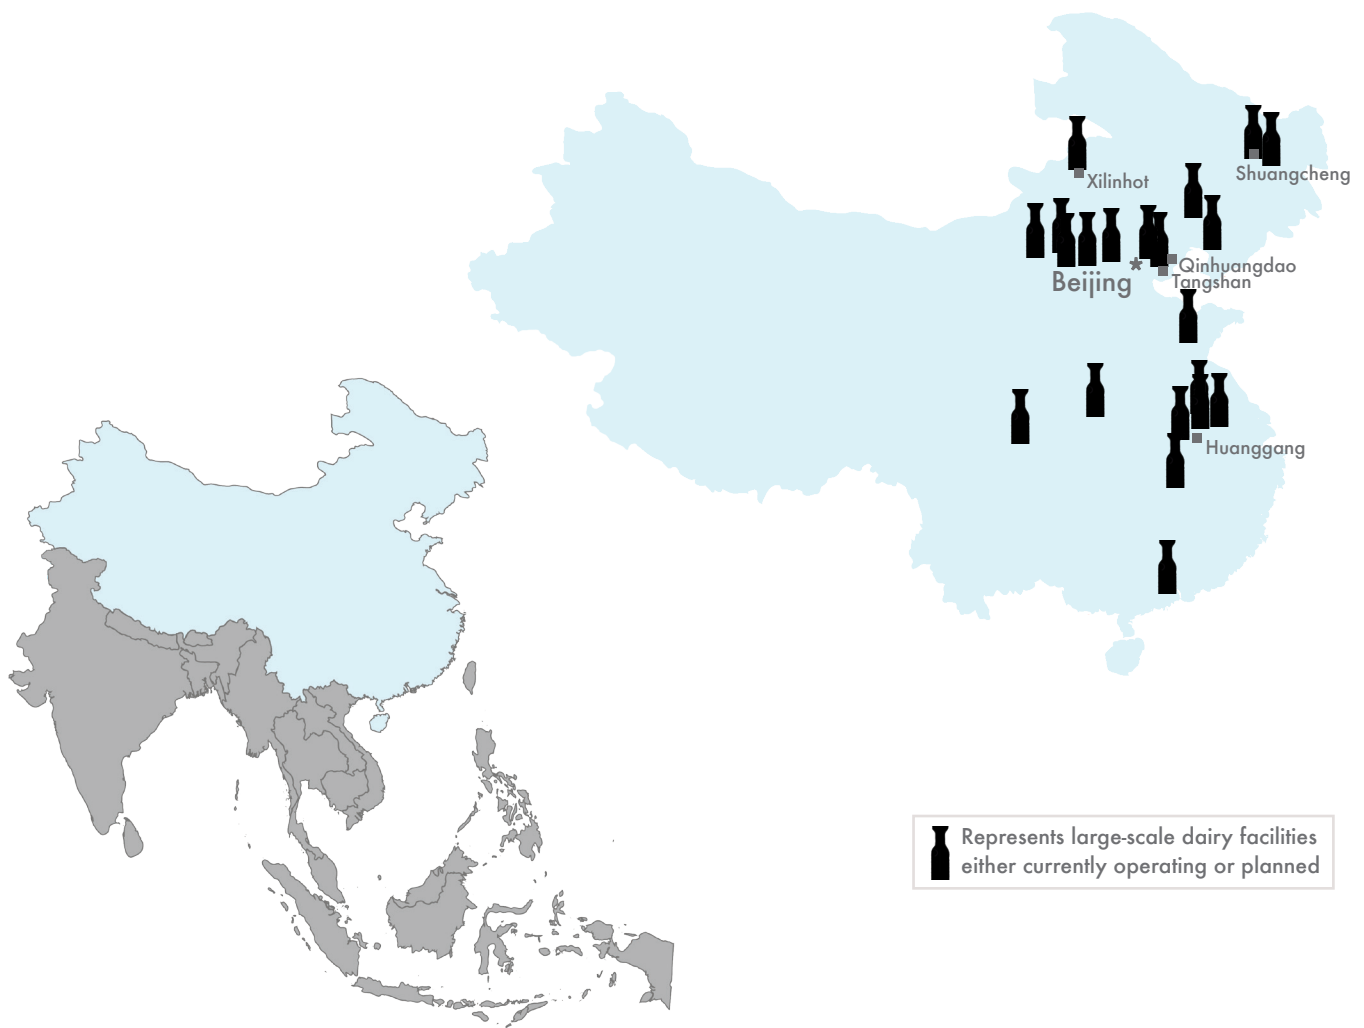 Shuangcheng
Xilinhot
Qinhuangdao
Tangshan
Beijing
Huanggang
Represents large-scale dairy facilities
either currently operating or planned